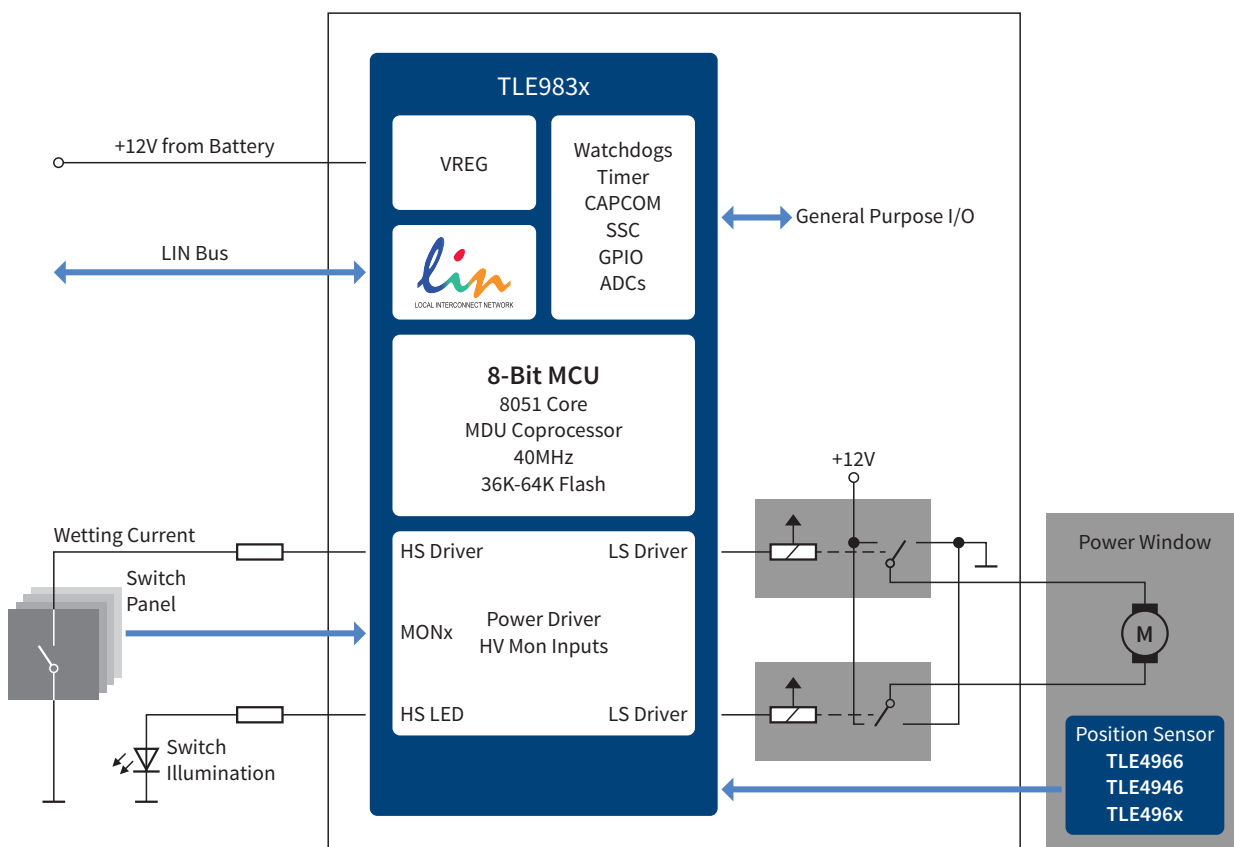 TLE983x
+12V from Battery
VREG
Watchdogs
Timer
CAPCOM
SSC
GPIO
ADCs
General Purpose I/O
LIN Bus
lin
LOCAL INTERCONNECT NETWORK
8-Bit MCU
8051 Core
MDU Coprocessor
40MHz
36K-64K Flash
+12V
Wetting Current
HS Driver
LS Driver
Power Window
Switch
Panel
MONx
Power Driver
HV Mon Inputs
M
HS LED
LS Driver
Switch
Illumination
Position Sensor
TLE4966
TLE4946
TLE496x